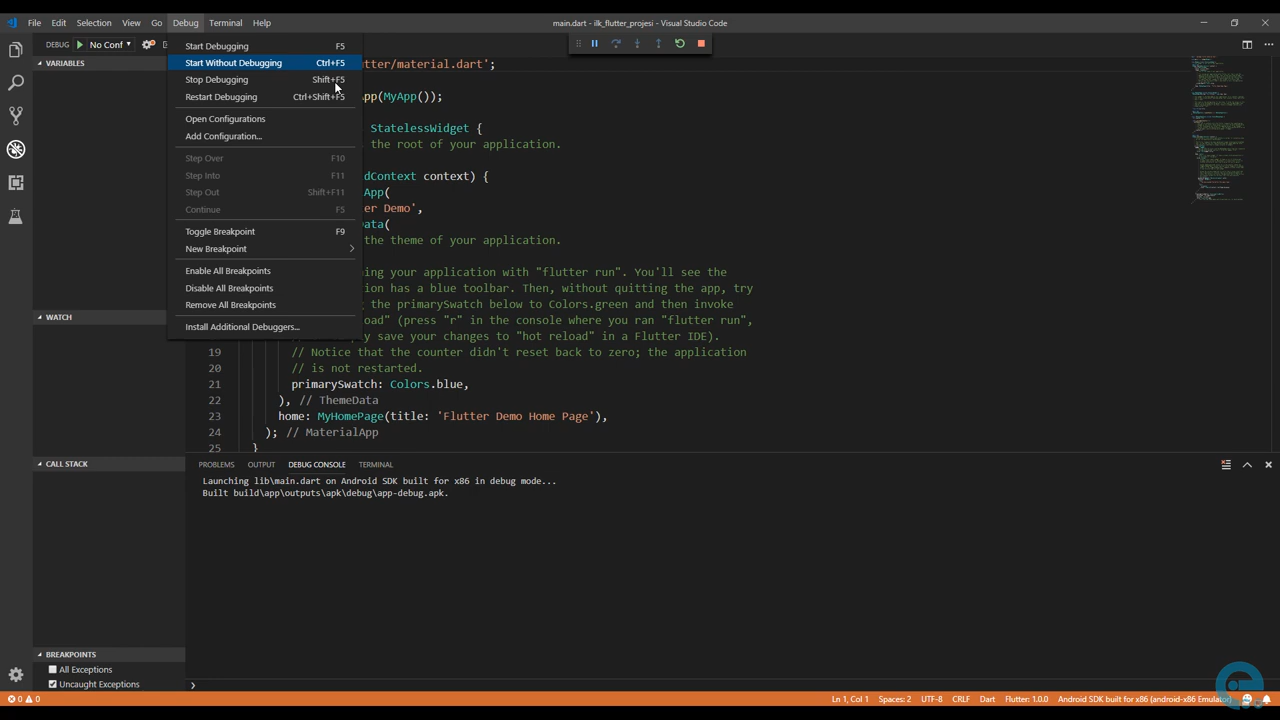 File Edit Selection View Go Debug Terminal Help
main.dart - ilk_flutter_projesi - Visual Studio Code
DEBUG No Conf
VARIABLES
WATCH
CALL STACK
BREAKPOINTS
All Exceptions
Uncaught Exceptions
Start Debugging F5
Start Without Debugging Ctrl+F5
Stop Debugging Shift+F5
Restart Debugging Ctrl+Shift+F5
Open Configurations
Add Configuration...
Step Over F10
Step Into F11
Step Out Shift+F11
Continue F5
Toggle Breakpoint F9
New Breakpoint
Enable All Breakpoints
Disable All Breakpoints
Remove All Breakpoints
Install Additional Debuggers...
tter/material.dart';
pp(MyApp());
StatelessWidget {
the root of your application.
dContext context) {
App(
er Demo',
ata(
the theme of your application.
ning your application with "flutter run". You'll see the
tion has a blue toolbar. Then, without quitting the app, try
the primarySwatch below to Colors.green and then invoke
oad" (press "r" in the console where you ran "flutter run",
y save your changes to "hot reload" in a Flutter IDE).
19 // Notice that the counter didn't reset back to zero; the application
20 // is not restarted.
21 primarySwatch: Colors.blue,
22 ), // ThemeData
23 home: MyHomePage(title: 'Flutter Demo Home Page'),
24 ); // MaterialApp
25 }
PROBLEMS OUTPUT DEBUG CONSOLE TERMINAL
Launching lib\main.dart on Android SDK built for x86 in debug mode...
Built build\app\outputs\apk\debug\app-debug.apk.
0 0 Ln 1, Col 1 Spaces: 2 UTF-8 CRLF Dart Flutter: 1.0.0 Android SDK built for x86 (android-x86 Emulator)